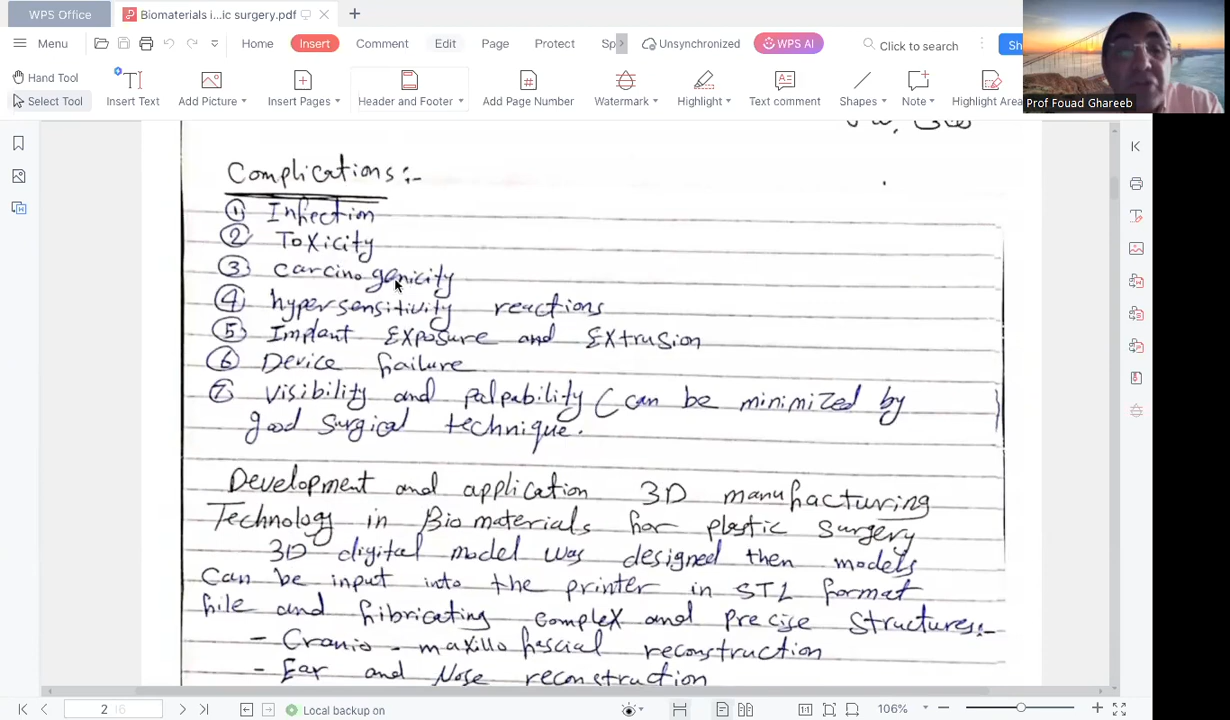 WPS Office
Biomaterials i...ic surgery.pdf
Menu
Home
Insert
Comment
Edit
Page
Protect
Sp
Unsynchronized
WPS AI
Click to search
Sh
Hand Tool
Select Tool
Insert Text
Add Picture
Insert Pages
Header and Footer
Add Page Number
Watermark
Highlight
Text comment
Shapes
Note
Highlight Area
Prof Fouad Ghareeb
Complications :-
① Infection
② Toxicity
③ carcinogenicity
④ hypersensitivity reactions
⑤ Implant Exposure and Extrusion
⑥ Device failure
⑦ visibility and palpability ( can be minimized by
good surgical technique.
Development and application 3D manufacturing
Technology in Biomaterials for plastic surgery
3D digital model was designed then models
Can be input into the printer in STL format
file and fibricating complex and Precise Structures:-
- Cranio - maxillo fascial reconstruction
- Ear and Nose reconstruction
2 /6
Local backup on
106%